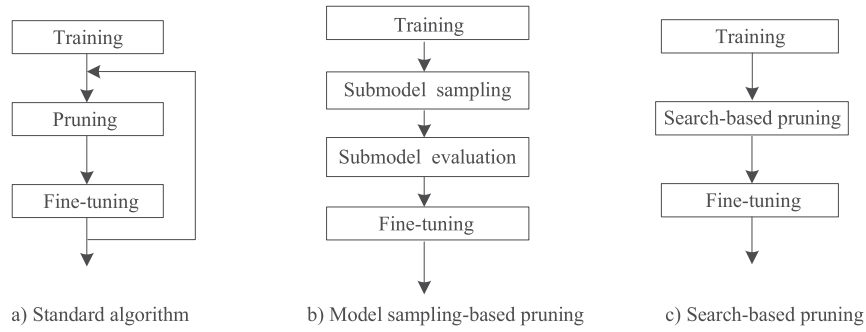 Training
Pruning
Fine-tuning
a) Standard algorithm
Training
Submodel sampling
Submodel evaluation
Fine-tuning
b) Model sampling-based pruning
Training
Search-based pruning
Fine-tuning
c) Search-based pruning